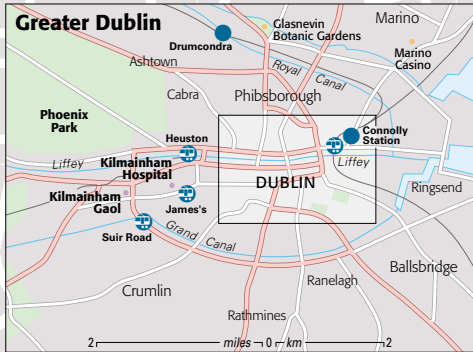 Greater Dublin
Drumcondra
Glasnevin
Botanic Gardens
Marino
Marino
Casino
Ashtown
Royal Canal
Cabra
Phibsborough
Phoenix
Park
Heuston
Connolly
Station
Liffey
Liffey
Kilmainham
Hospital
DUBLIN
Ringsend
Kilmainham
Gaol
James's
Suir Road
Grand Canal
Ballsbridge
Ranelagh
Crumlin
Rathmines
2 miles 0 km 2